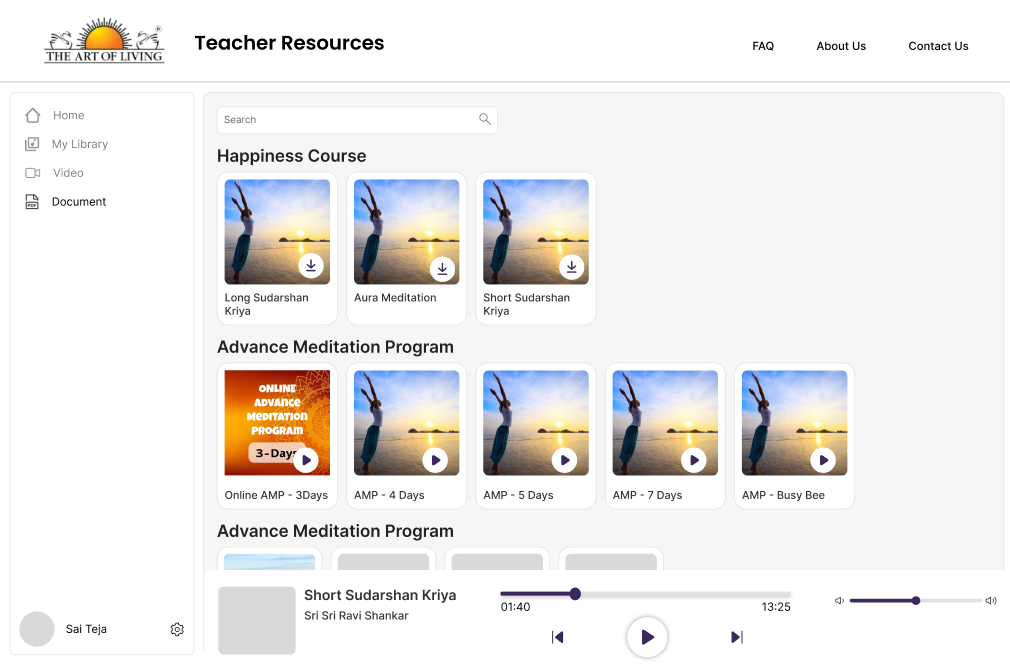 THE ART OF LIVING
®
Teacher Resources
FAQ
About Us
Contact Us
Home
My Library
Video
PDF
Document
Search
Happiness Course
Long Sudarshan
Kriya
Aura Meditation
Short Sudarshan
Kriya
Advance Meditation Program
ONLINE
ADVANCE
MEDITATION
PROGRAM
3-Days
Online AMP - 3Days
AMP - 4 Days
AMP - 5 Days
AMP - 7 Days
AMP - Busy Bee
Advance Meditation Program
Sai Teja
Short Sudarshan Kriya
Sri Sri Ravi Shankar
01:40
13:25